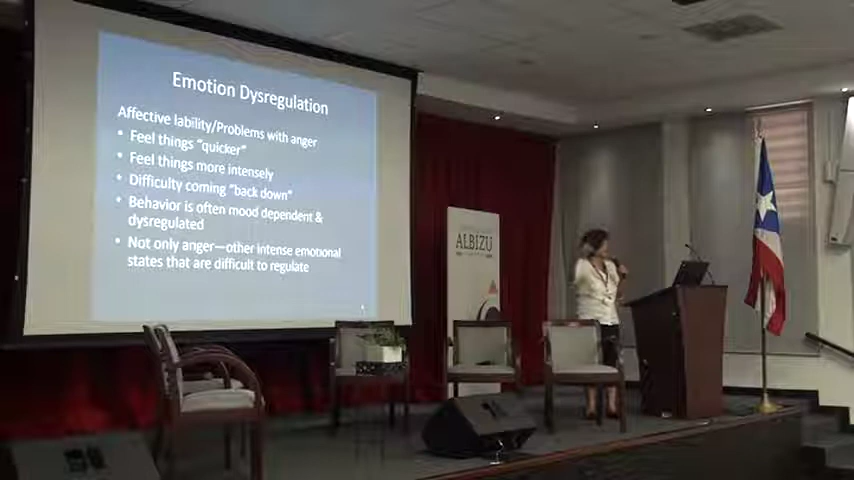 Emotion Dysregulation
Affective lability/Problems with anger
• Feel things “quicker”
• Feel things more intensely
• Difficulty coming “back down”
• Behavior is often mood dependent &
dysregulated
• Not only anger—other intense emotional
states that are difficult to regulate
ALBIZU